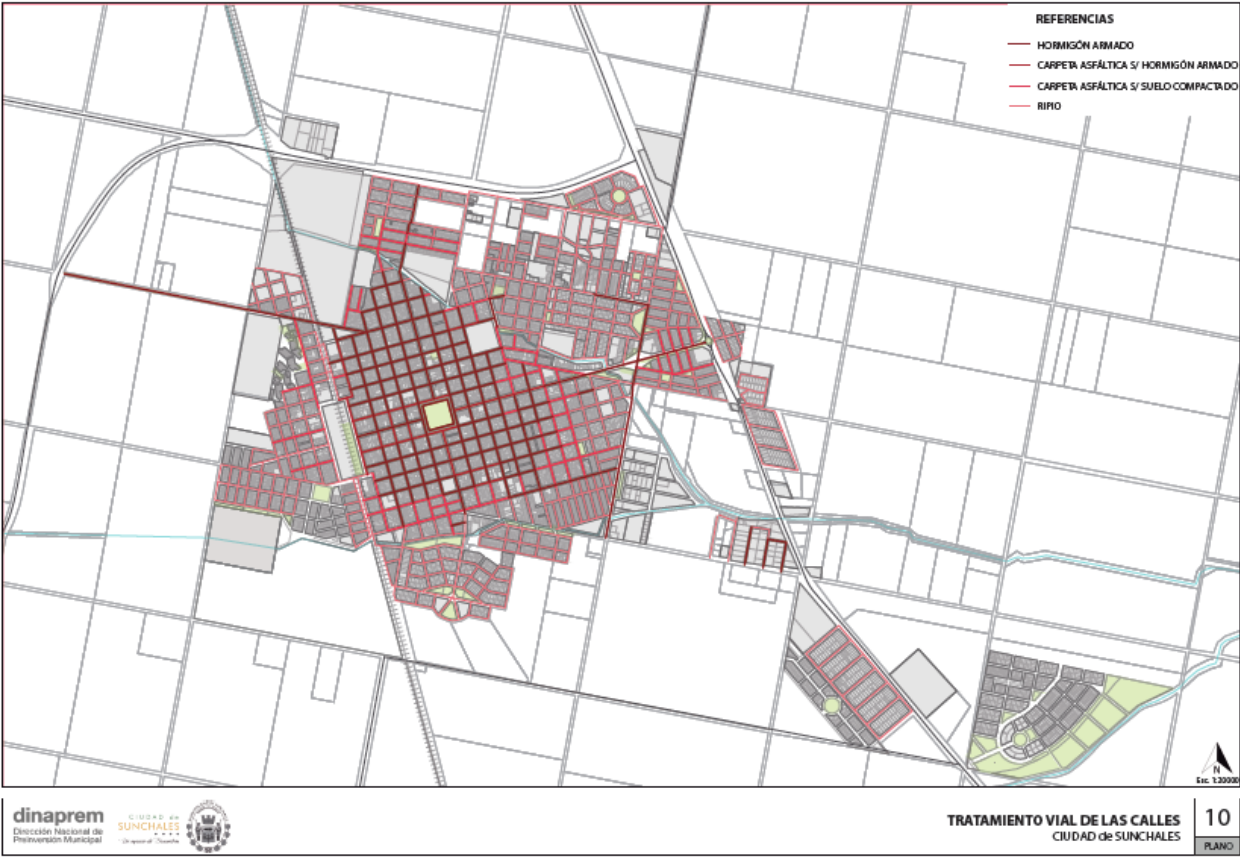 REFERENCIAS
HORMIGÓN ARMADO
CARPETA ASFÁLTICA S/ HORMIGÓN ARMADO
CARPETA ASFÁLTICA S/ SUELO COMPACTADO
RIPIO
N
Esc. 1:20000
dinaprem
Dirección Nacional de
Preinversión Municipal
CIUDAD de
SUNCHALES
TRATAMIENTO VIAL DE LAS CALLES
CIUDAD de SUNCHALES
10
PLANO